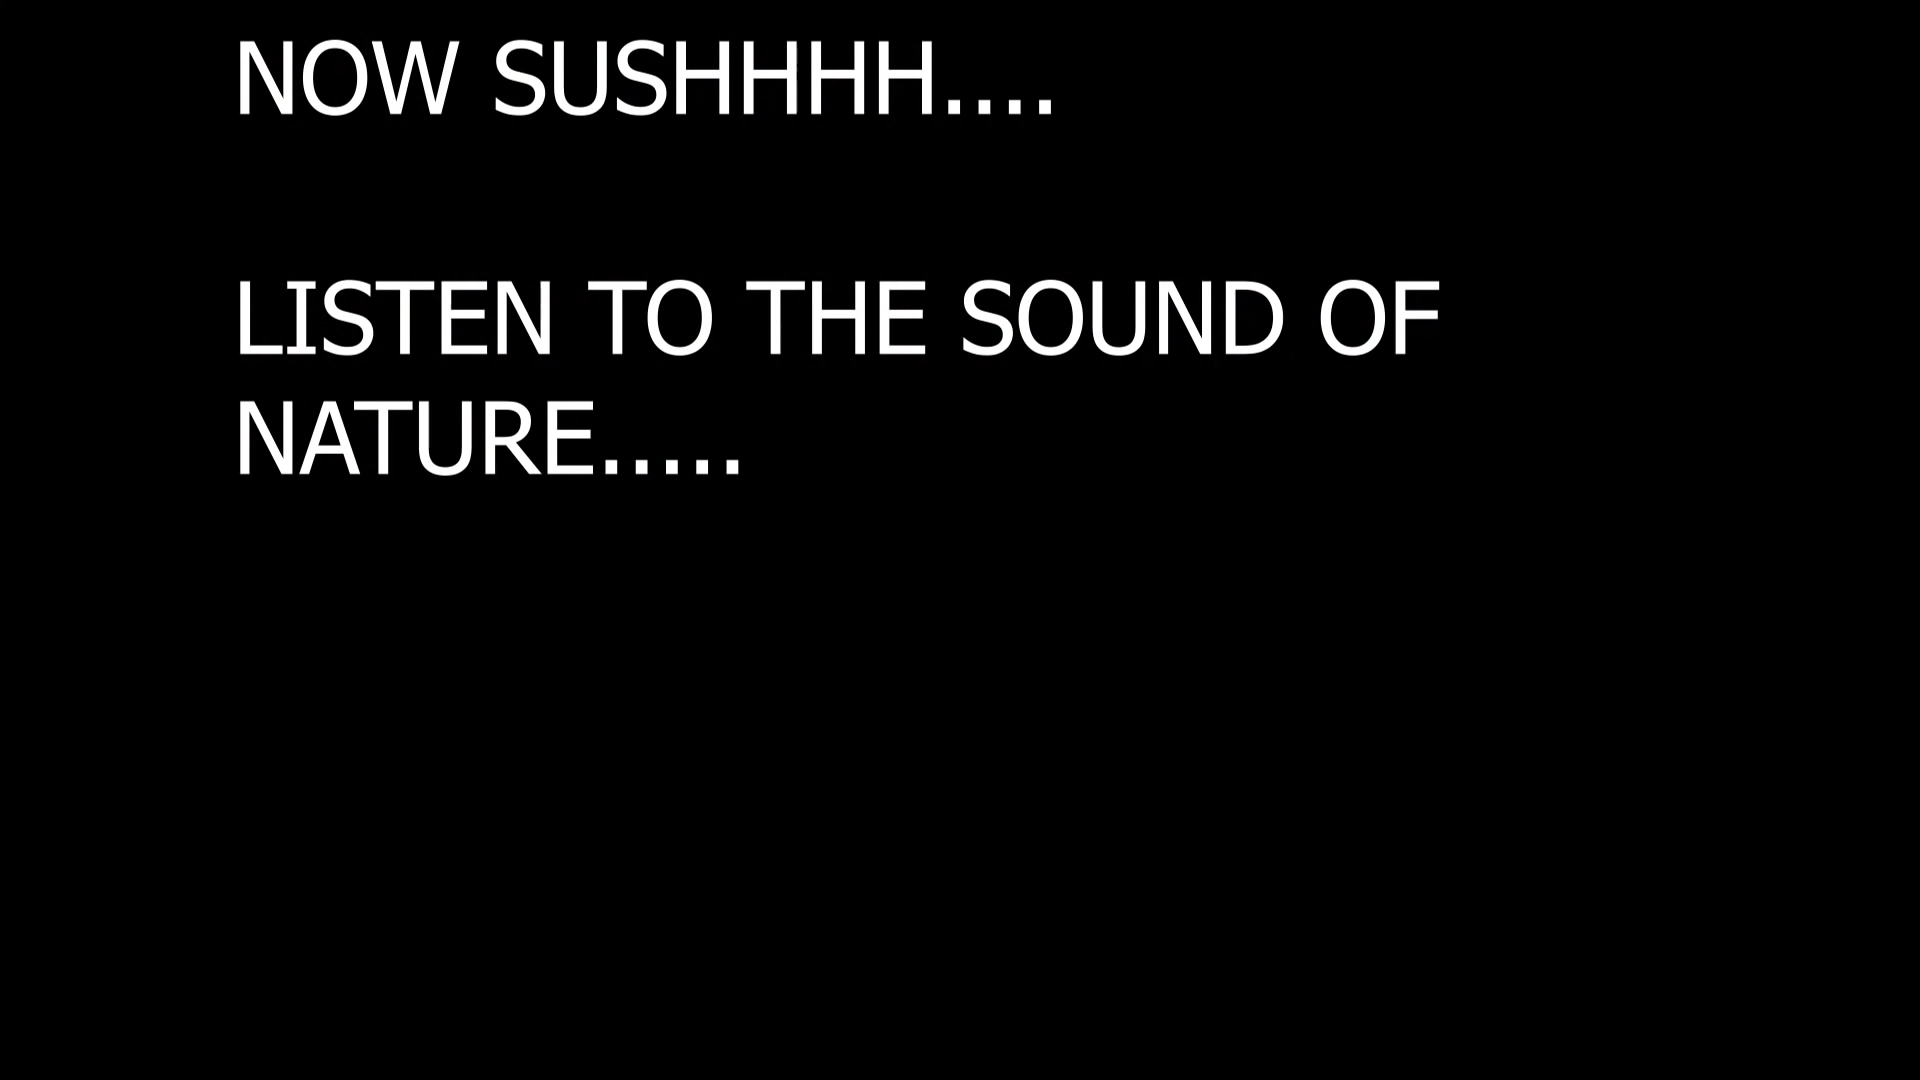 NOW SUSHHHH....
LISTEN TO THE SOUND OF
NATURE.....